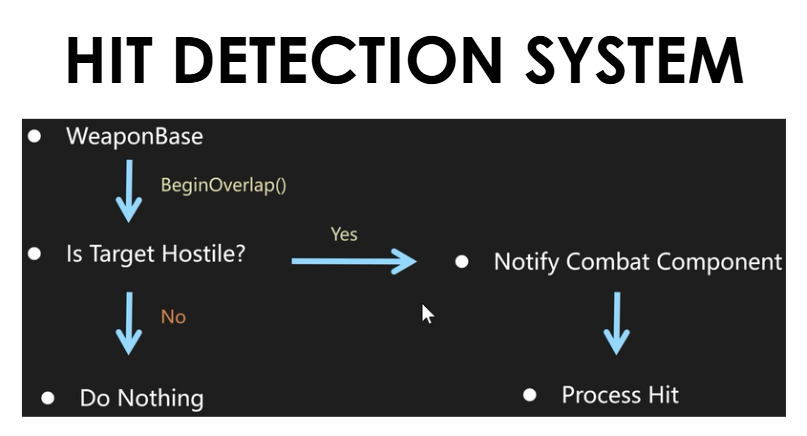 HIT DETECTION SYSTEM
WeaponBase
BeginOverlap()
Is Target Hostile?
Yes
Notify Combat Component
No
Do Nothing
Process Hit